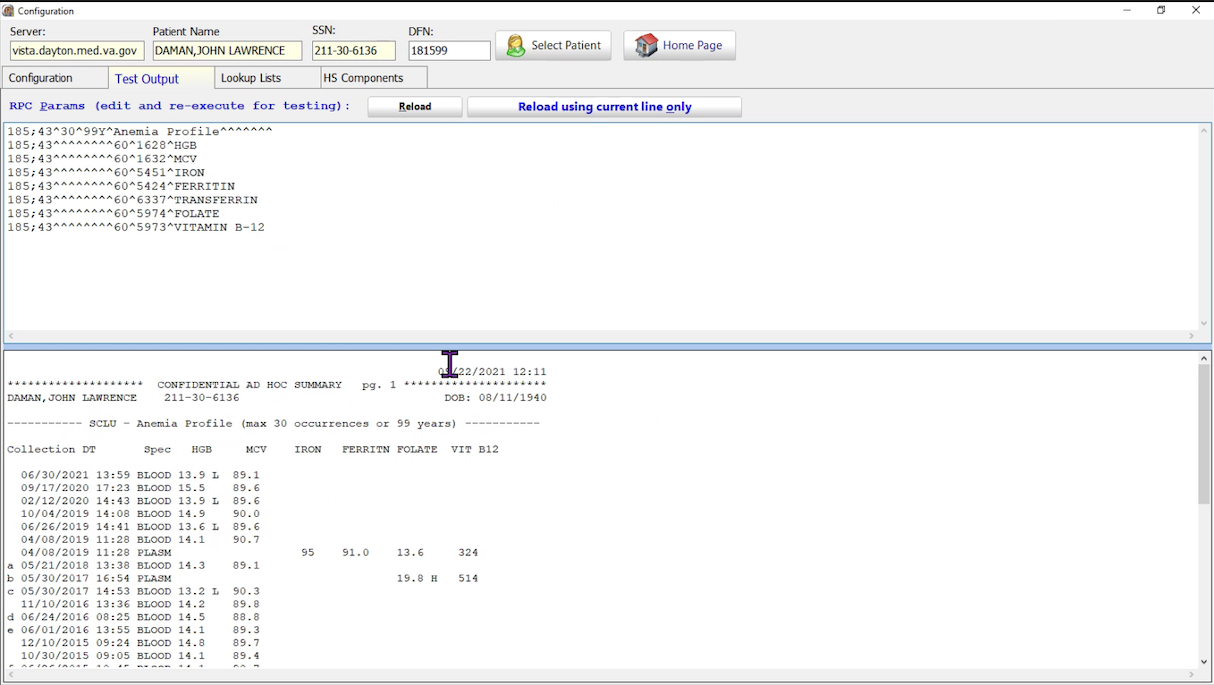 Configuration
Server:
Patient Name
SSN:
DFN:
vista.dayton.med.va.gov
DAMAN,JOHN LAWRENCE
211-30-6136
181599
Select Patient
Home Page
Configuration
Test Output
Lookup Lists
HS Components
RPC Params (edit and re-execute for testing):
Reload
Reload using current line only
185;43^30^99Y^Anemia Profile^^^^^^^
185;43^^^^^^^^60^1628^HGB
185;43^^^^^^^^60^1632^MCV
185;43^^^^^^^^60^5451^IRON
185;43^^^^^^^^60^5424^FERRITIN
185;43^^^^^^^^60^6337^TRANSFERRIN
185;43^^^^^^^^60^5974^FOLATE
185;43^^^^^^^^60^5973^VITAMIN B-12
09/22/2021 12:11
******************** CONFIDENTIAL AD HOC SUMMARY pg. 1 *********************
DAMAN,JOHN LAWRENCE 211-30-6136 DOB: 08/11/1940
----------- SCLU - Anemia Profile (max 30 occurrences or 99 years) -----------
Collection DT Spec HGB MCV IRON FERRITN FOLATE VIT B12
06/30/2021 13:59 BLOOD 13.9 L 89.1
09/17/2020 17:23 BLOOD 15.5 89.6
02/12/2020 14:43 BLOOD 13.9 L 89.6
10/04/2019 14:08 BLOOD 14.9 90.0
06/26/2019 14:41 BLOOD 13.6 L 89.6
04/08/2019 11:28 BLOOD 14.1 90.7
04/08/2019 11:28 PLASM 95 91.0 13.6 324
a 05/21/2018 13:38 BLOOD 14.3 89.1
b 05/30/2017 16:54 PLASM 19.8 H 514
c 05/30/2017 14:53 BLOOD 13.2 L 90.3
11/10/2016 13:36 BLOOD 14.2 89.8
d 06/24/2016 08:25 BLOOD 14.5 88.8
e 06/01/2016 13:55 BLOOD 14.1 89.3
12/10/2015 09:24 BLOOD 14.8 89.7
10/30/2015 09:05 BLOOD 14.1 89.4